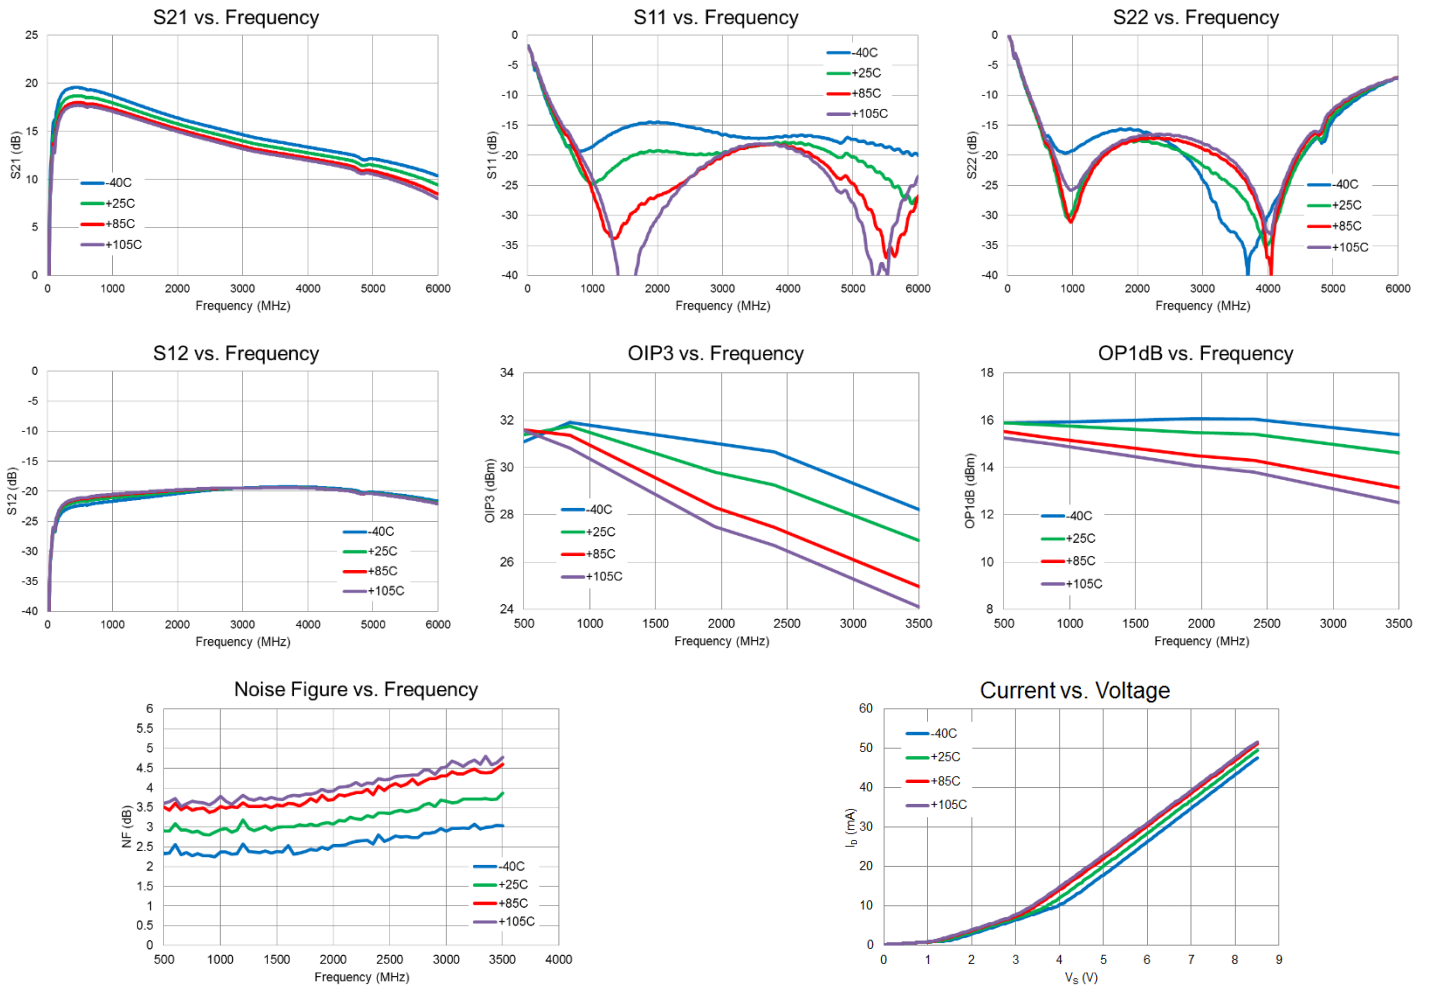 S21 vs. Frequency
25
20
15
10
5
0
S21 (dB)
-40C
+25C
+85C
+105C
0 1000 2000 3000 4000 5000 6000
Frequency (MHz)
S11 vs. Frequency
0
-5
-10
-15
-20
-25
-30
-35
-40
S11 (dB)
-40C
+25C
+85C
+105C
0 1000 2000 3000 4000 5000 6000
Frequency (MHz)
S22 vs. Frequency
0
-5
-10
-15
-20
-25
-30
-35
-40
S22 (dB)
-40C
+25C
+85C
+105C
0 1000 2000 3000 4000 5000 6000
Frequency (MHz)
S12 vs. Frequency
0
-5
-10
-15
-20
-25
-30
-35
-40
S12 (dB)
-40C
+25C
+85C
+105C
0 1000 2000 3000 4000 5000 6000
Frequency (MHz)
OIP3 vs. Frequency
34
32
30
28
26
24
OIP3 (dBm)
-40C
+25C
+85C
+105C
500 1000 1500 2000 2500 3000 3500
Frequency (MHz)
OP1dB vs. Frequency
18
16
14
12
10
8
OP1dB (dBm)
-40C
+25C
+85C
+105C
500 1000 1500 2000 2500 3000 3500
Frequency (MHz)
Noise Figure vs. Frequency
6
5.5
5
4.5
4
3.5
3
2.5
2
1.5
1
0.5
0
NF (dB)
-40C
+25C
+85C
+105C
500 1000 1500 2000 2500 3000 3500 4000
Frequency (MHz)
Current vs. Voltage
60
50
40
30
20
10
0
I_D (mA)
-40C
+25C
+85C
+105C
0 1 2 3 4 5 6 7 8 9
V_S (V)